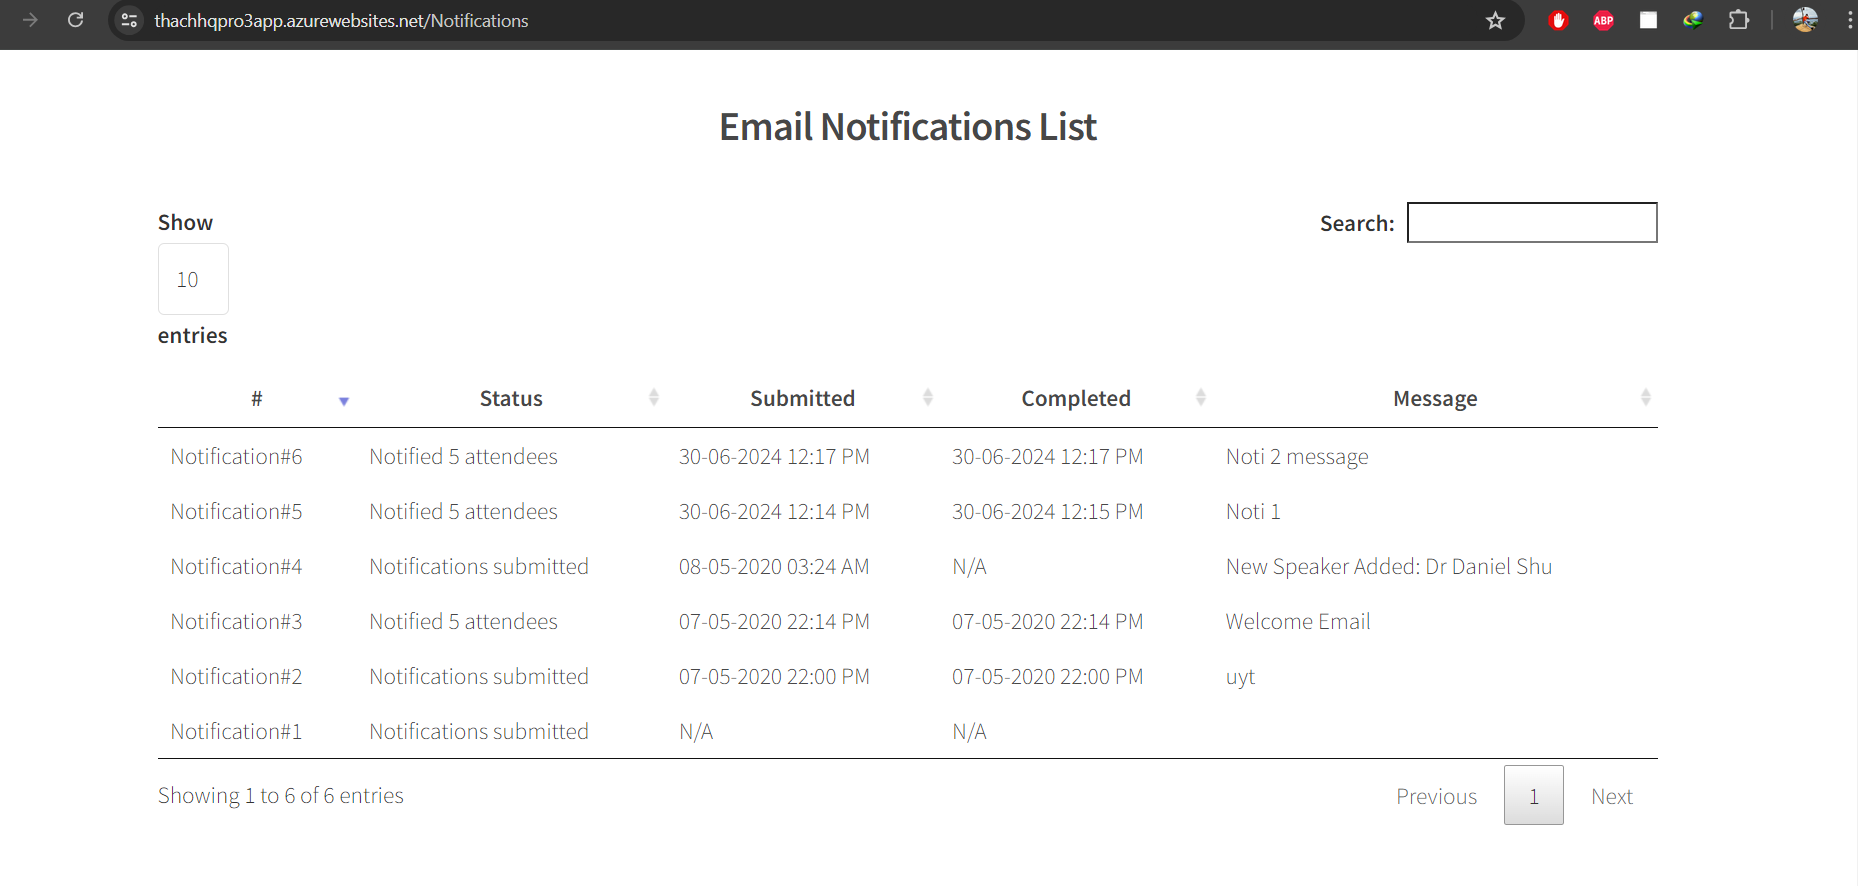 thachhqpro3app.azurewebsites.net/Notifications
ABP
Email Notifications List
Show
10
entries
Search:
# Status Submitted Completed Message
Notification#6 Notified 5 attendees 30-06-2024 12:17 PM 30-06-2024 12:17 PM Noti 2 message
Notification#5 Notified 5 attendees 30-06-2024 12:14 PM 30-06-2024 12:15 PM Noti 1
Notification#4 Notifications submitted 08-05-2020 03:24 AM N/A New Speaker Added: Dr Daniel Shu
Notification#3 Notified 5 attendees 07-05-2020 22:14 PM 07-05-2020 22:14 PM Welcome Email
Notification#2 Notifications submitted 07-05-2020 22:00 PM 07-05-2020 22:00 PM uyt
Notification#1 Notifications submitted N/A N/A
Showing 1 to 6 of 6 entries
Previous 1 Next